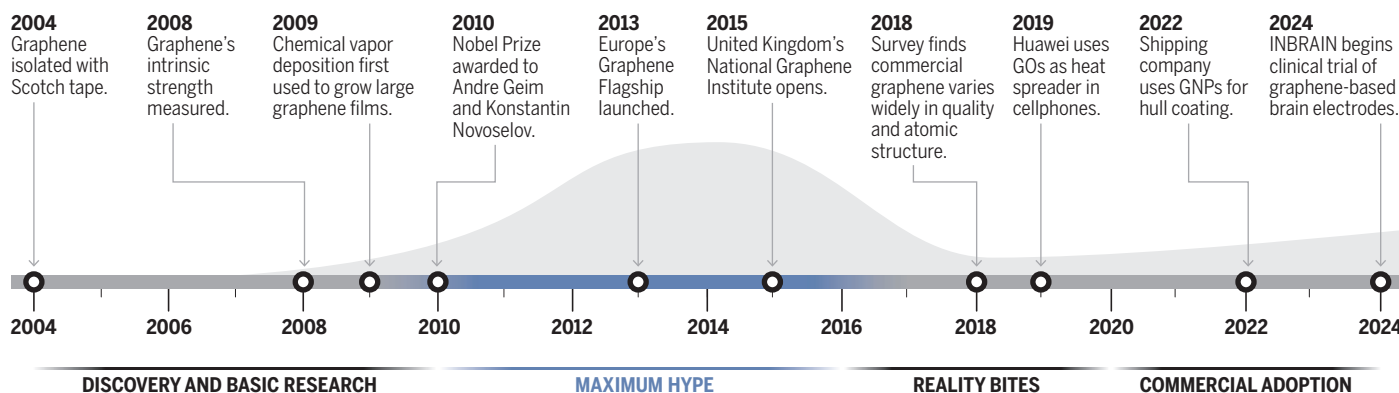 2004
Graphene
isolated with
Scotch tape.
2008
Graphene’s
intrinsic
strength
measured.
2009
Chemical vapor
deposition first
used to grow large
graphene films.
2010
Nobel Prize
awarded to
Andre Geim
and Konstantin
Novoselov.
2013
Europe’s
Graphene
Flagship
launched.
2015
United Kingdom’s
National Graphene
Institute opens.
2018
Survey finds
commercial
graphene varies
widely in quality
and atomic
structure.
2019
Huawei uses
GOs as heat
spreader in
cellphones.
2022
Shipping
company
uses GNPs for
hull coating.
2024
INBRAIN begins
clinical trial of
graphene-based
brain electrodes.
2004 2006 2008 2010 2012 2014 2016 2018 2020 2022 2024
DISCOVERY AND BASIC RESEARCH MAXIMUM HYPE REALITY BITES COMMERCIAL ADOPTION